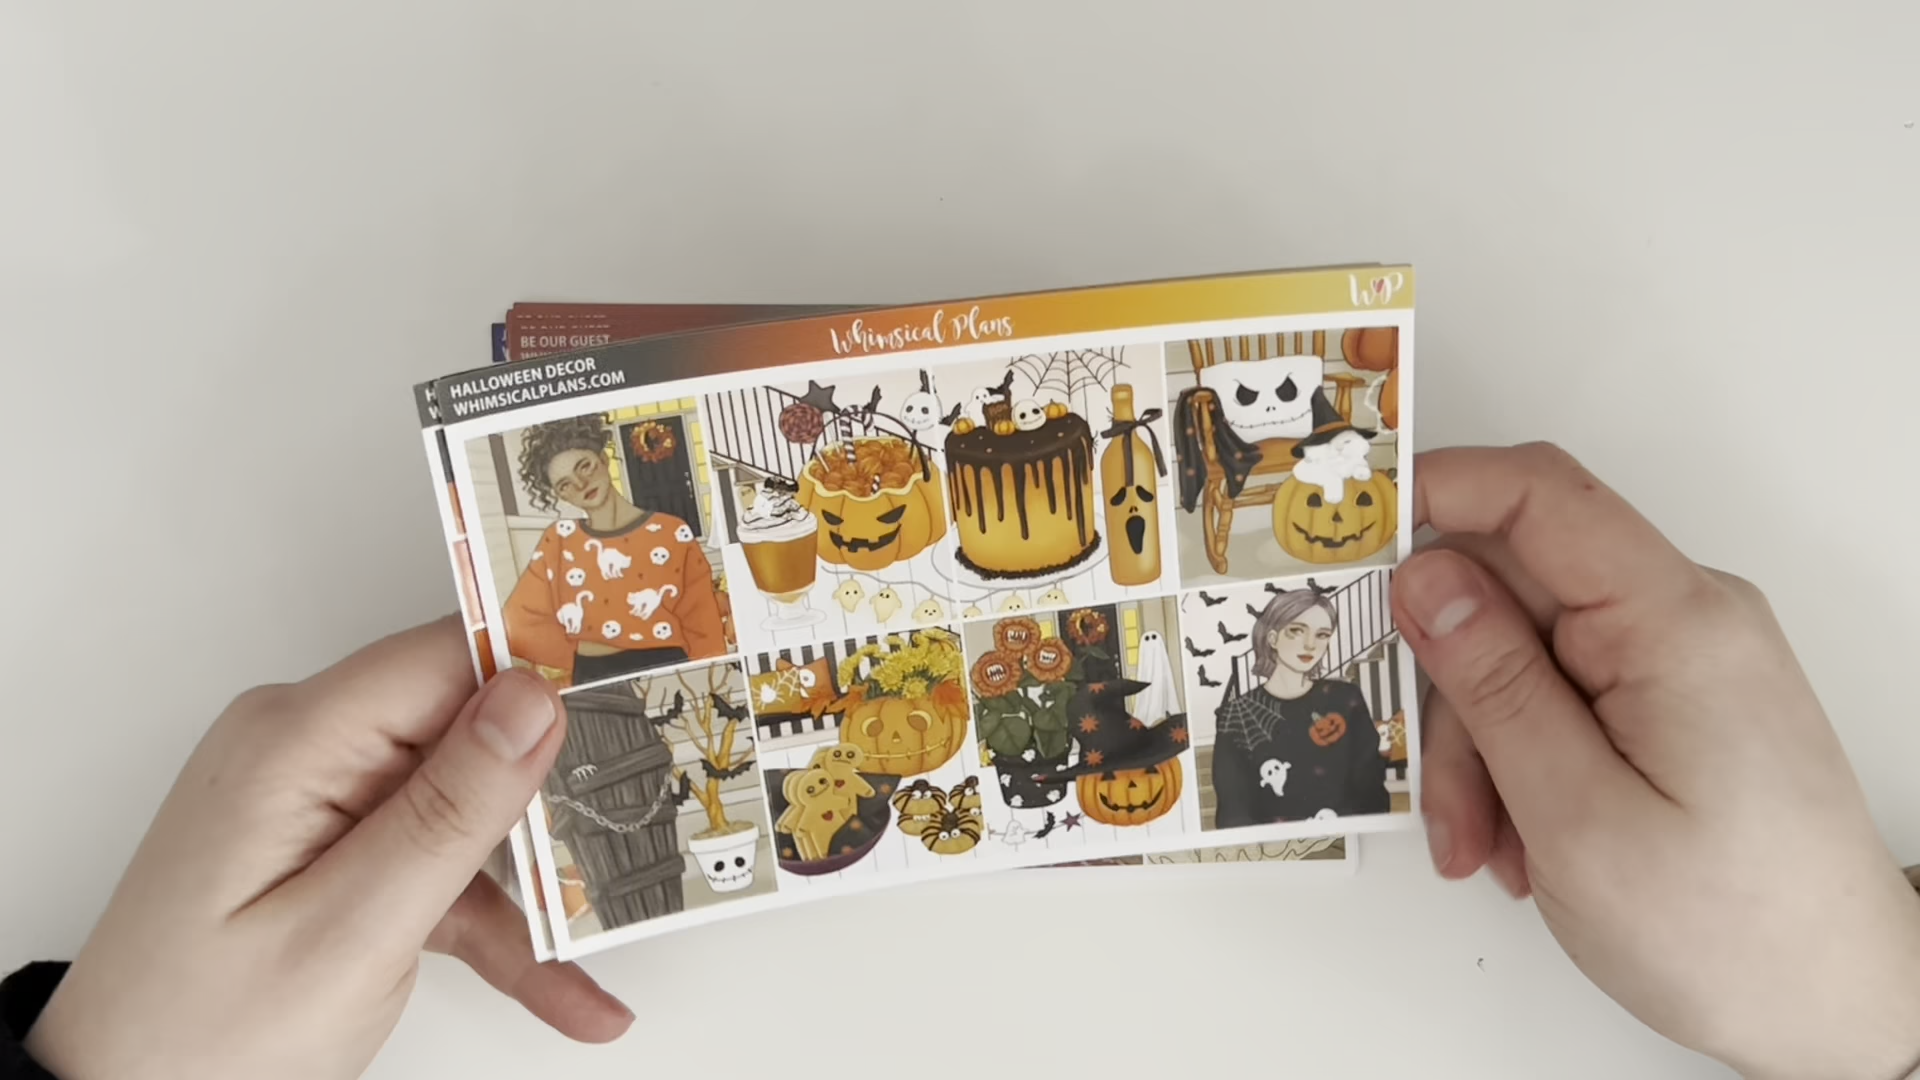 BE OUR GUEST
Whimsical Plans
WP
HALLOWEEN DECOR
WHIMSICALPLANS.COM